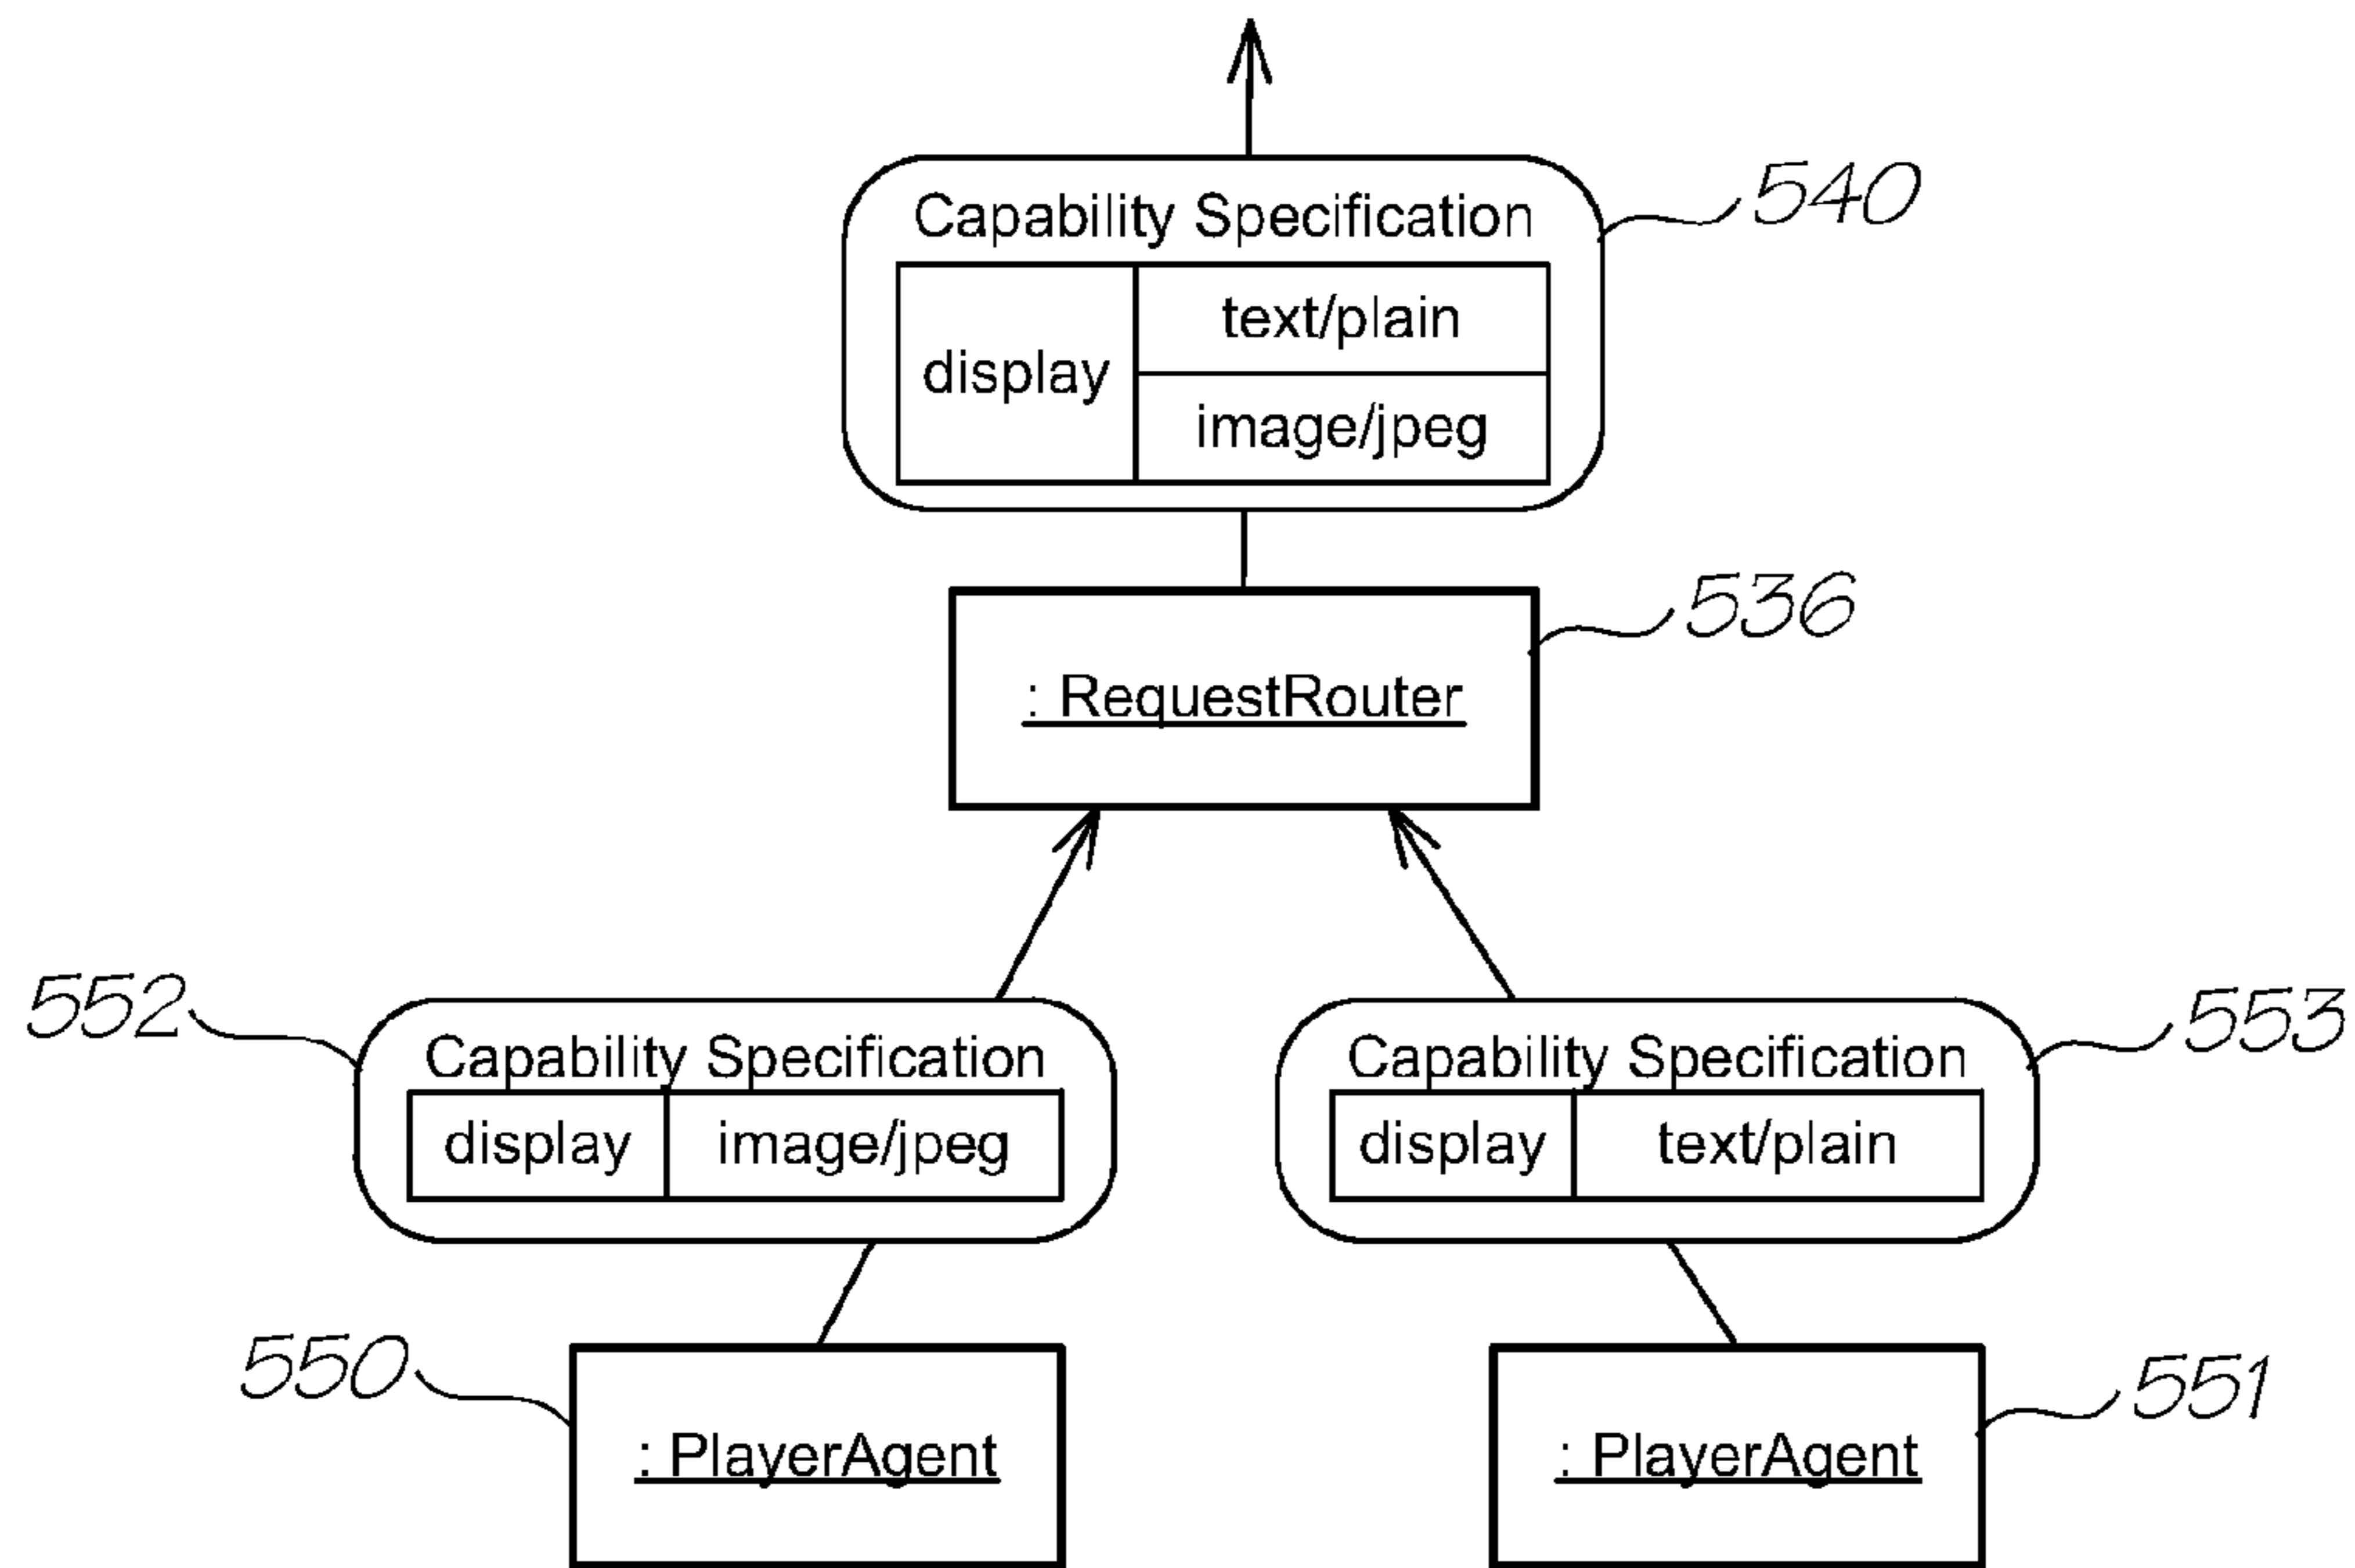 Capability Specification
540
display
text/plain
image/jpeg
536
: RequestRouter
552
Capability Specification
display image/jpeg
553
Capability Specification
display text/plain
550
: PlayerAgent
551
: PlayerAgent